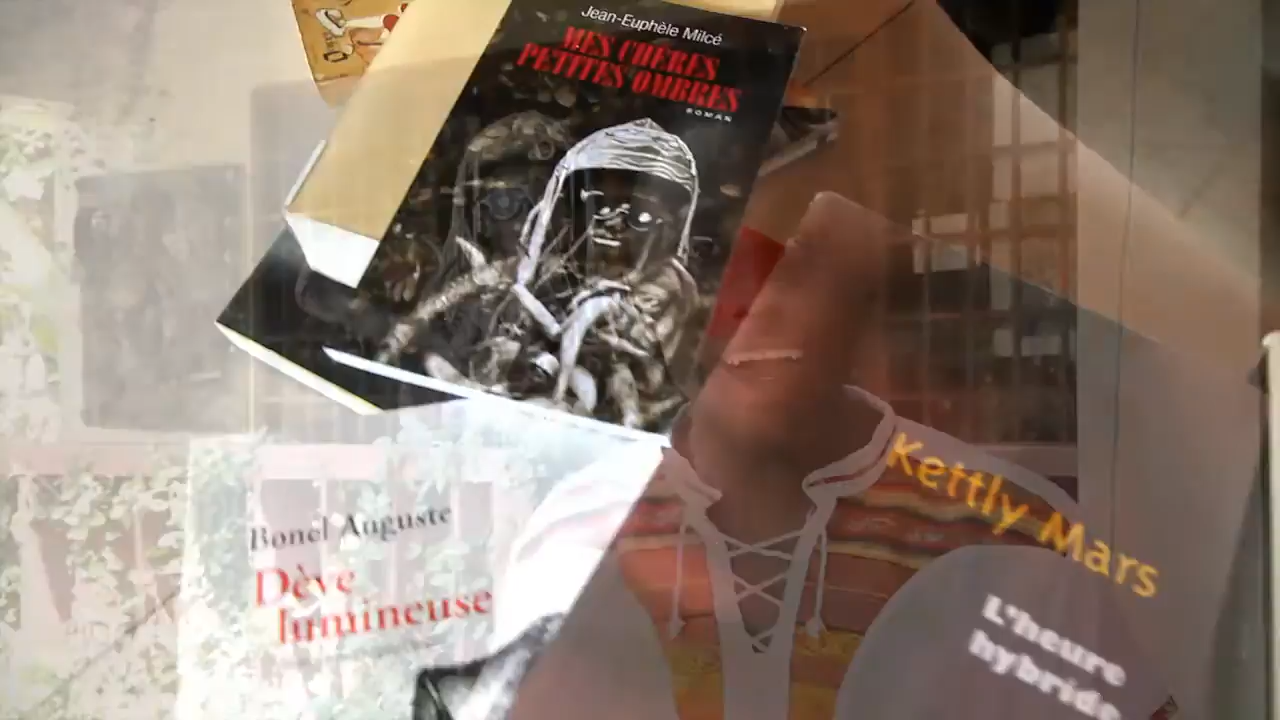 Jean-Euphèle Milcé
MES CHÈRES
PETITES OMBRES
ROMAN
Kettly Mars
L'heure
hybride
Bonel Auguste
Dève
lumineuse